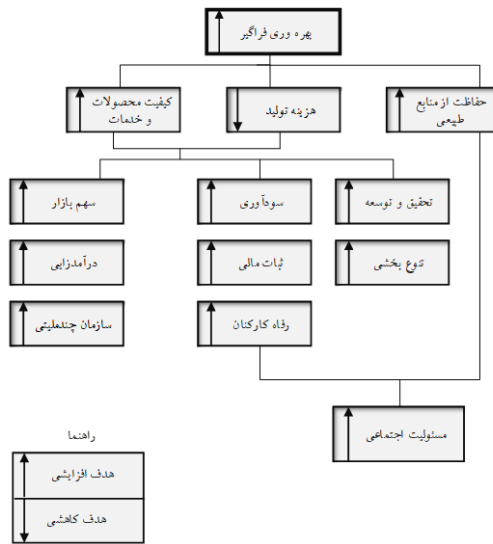 بهره وری فراگیر
حفاظت از منابع
طبیعی
هزینه تولید
کیفیت محصولات
و خدمات
تحقیق و توسعه
سودآوری
سهم بازار
تنوع بخشی
ثبات مالی
درآمدزایی
رفاه کارکنان
سازمان چندملیتی
مسئولیت اجتماعی
راهنما
هدف افزایشی
هدف کاهشی